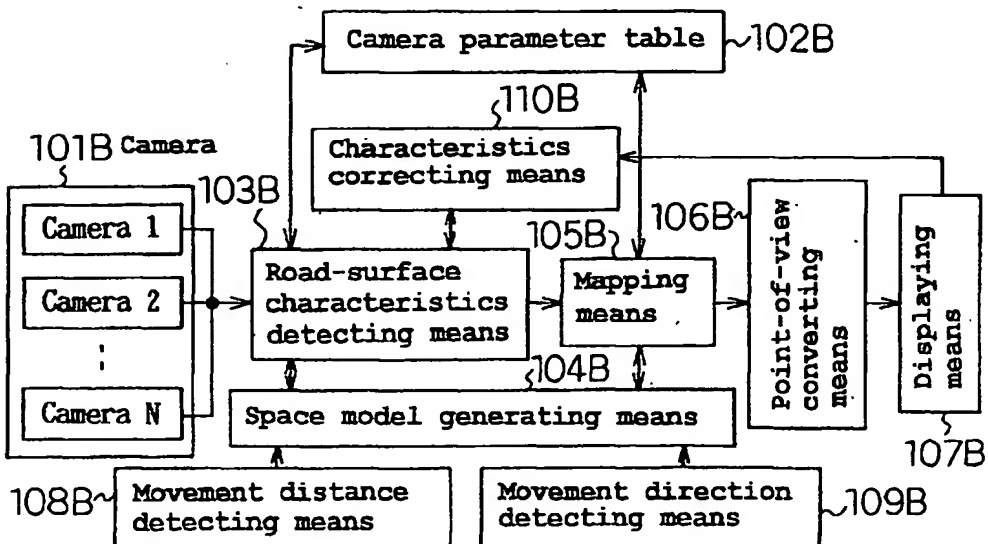 Camera parameter table
102B
110B
101B Camera
Characteristics
correcting means
103B
Camera 1
Camera 2
Camera N
Road-surface
characteristics
detecting means
105B
Mapping
means
106B
Point-of-view
converting
means
Displaying
means
107B
104B
Space model generating means
108B
Movement distance
detecting means
Movement direction
detecting means
109B